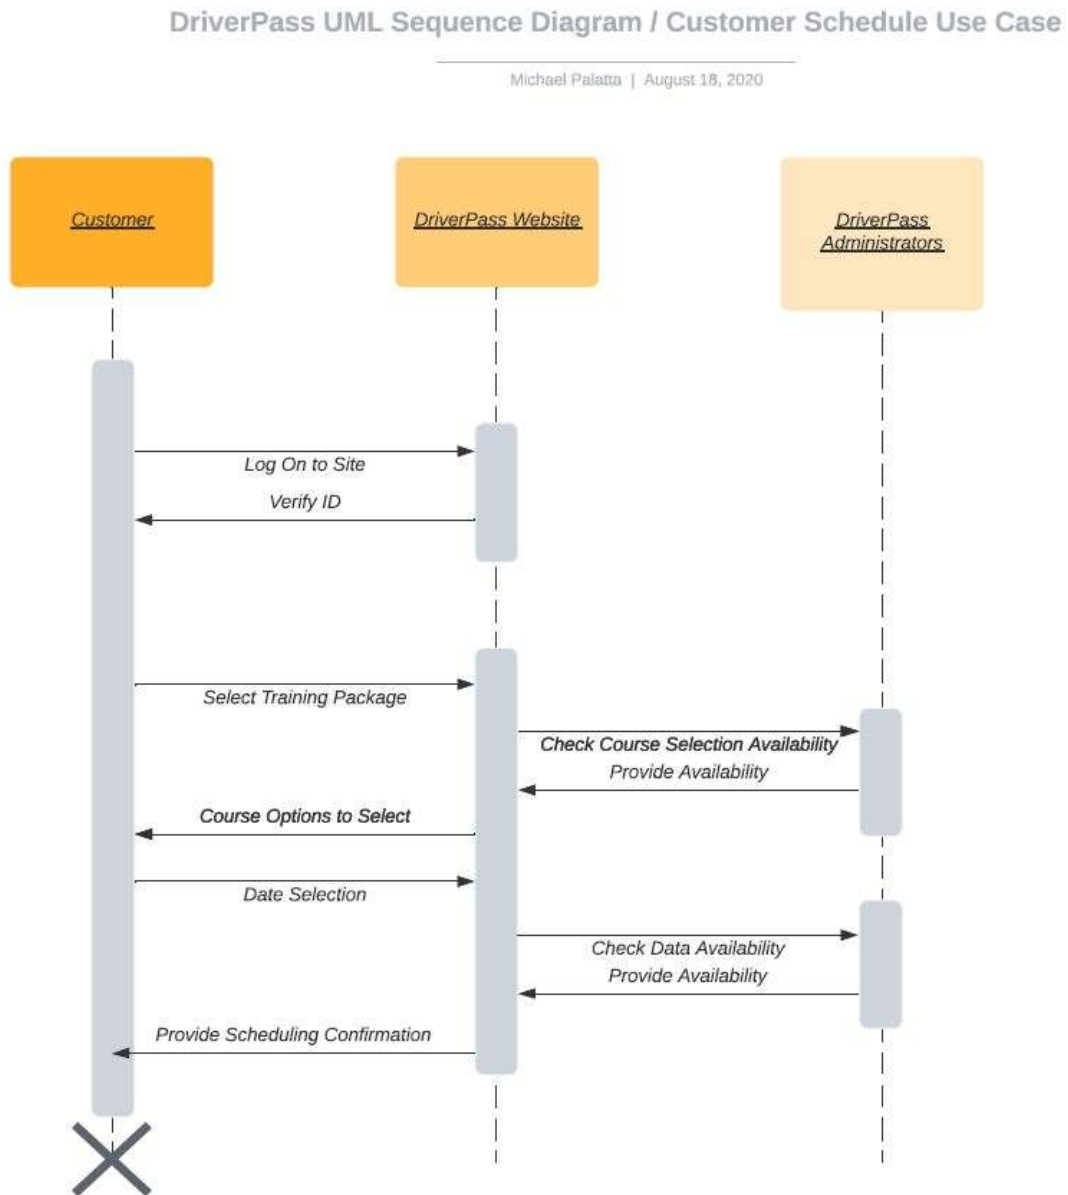 DriverPass UML Sequence Diagram / Customer Schedule Use Case
Michael Palatta | August 18, 2020
Customer
DriverPass Website
DriverPass
Administrators
Log On to Site
Verify ID
Select Training Package
Check Course Selection Availability
Provide Availability
Course Options to Select
Date Selection
Check Data Availability
Provide Availability
Provide Scheduling Confirmation